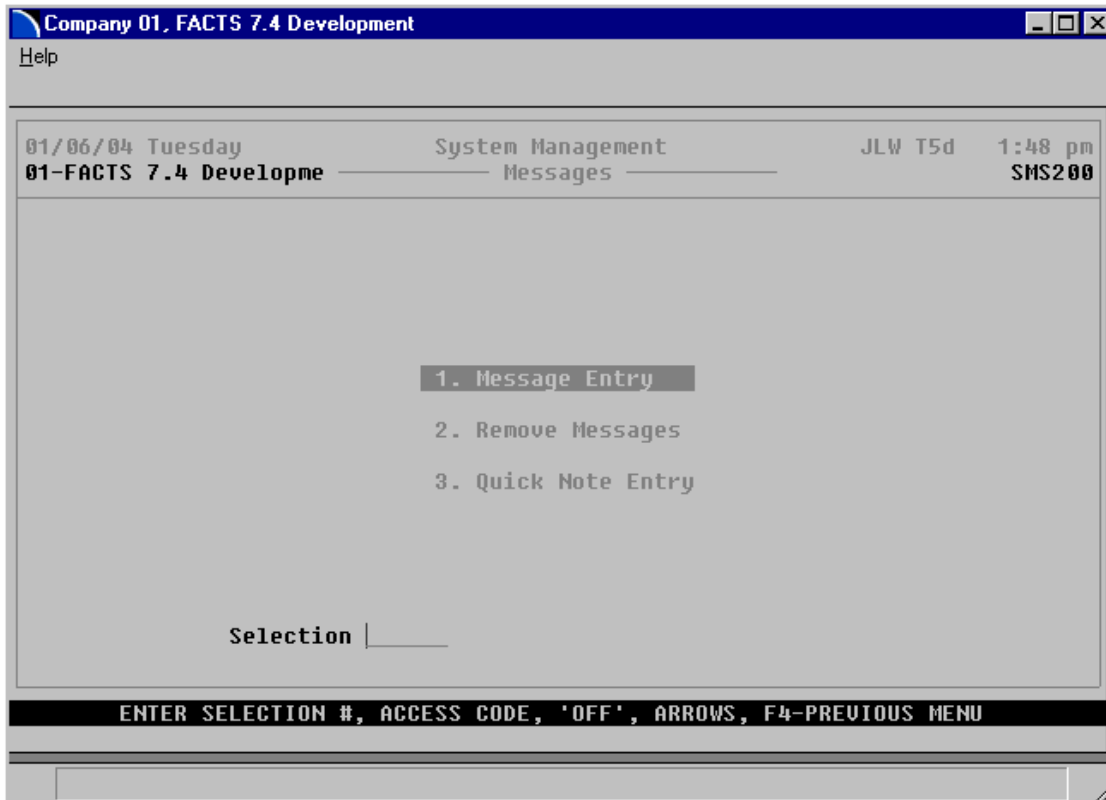 Company 01, FACTS 7.4 Development
Help
01/06/04 Tuesday System Management JLW T5d 1:48 pm
01-FACTS 7.4 Developme Messages SMS200
1. Message Entry
2. Remove Messages
3. Quick Note Entry
Selection
ENTER SELECTION #, ACCESS CODE, 'OFF', ARROWS, F4-PREVIOUS MENU